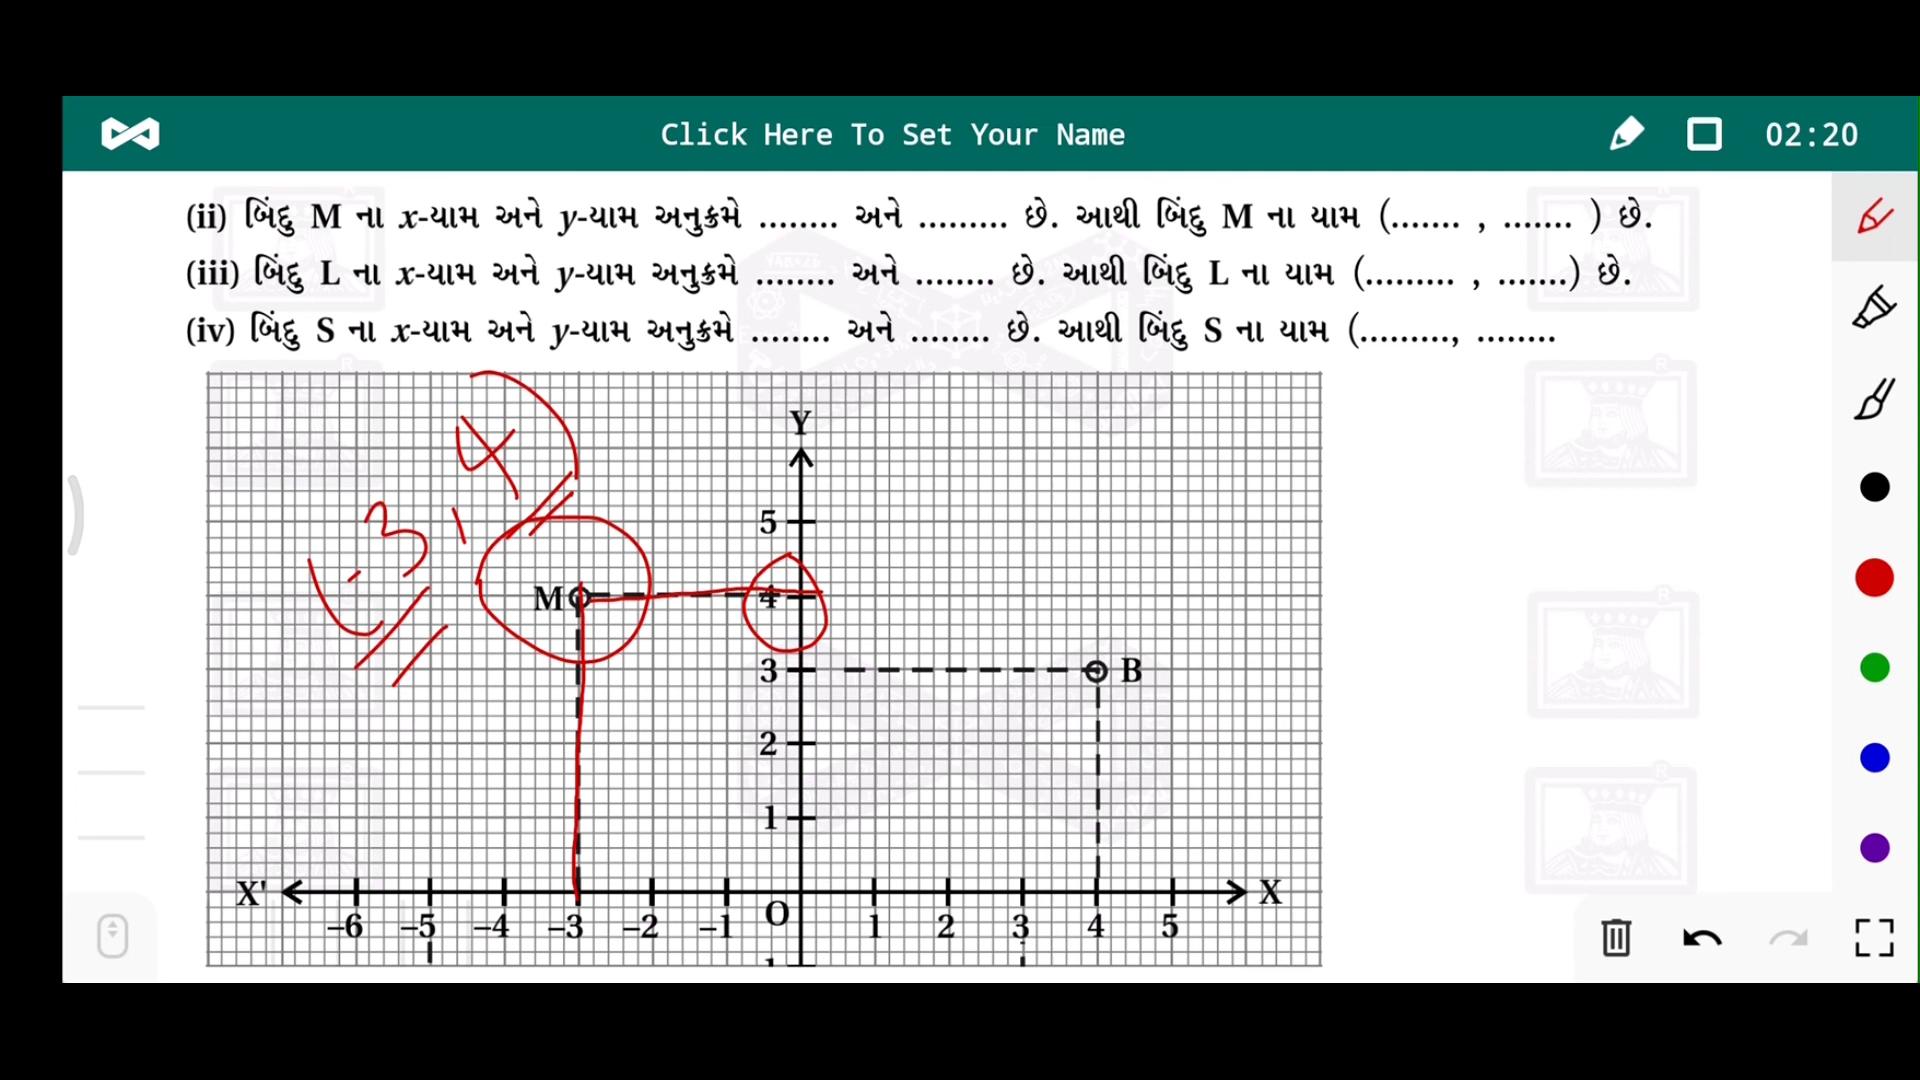 Click Here To Set Your Name
02:20
(ii) બિંદુ M ના x-યામ અને y-યામ અનુક્રમે ........ અને ......... છે. આથી બિંદુ M ના યામ (....... , ....... ) છે.
(iii) બિંદુ L ના x-યામ અને y-યામ અનુક્રમે ........ અને ........ છે. આથી બિંદુ L ના યામ (......... , .......) છે.
(iv) બિંદુ S ના x-યામ અને y-યામ અનુક્રમે ........ અને ........ છે. આથી બિંદુ S ના યામ (........., ........
Y
4
5
-3,
M
4
3
B
2
1
X'
X
–6 –5 –4 –3 –2 –1 O 1 2 3 4 5